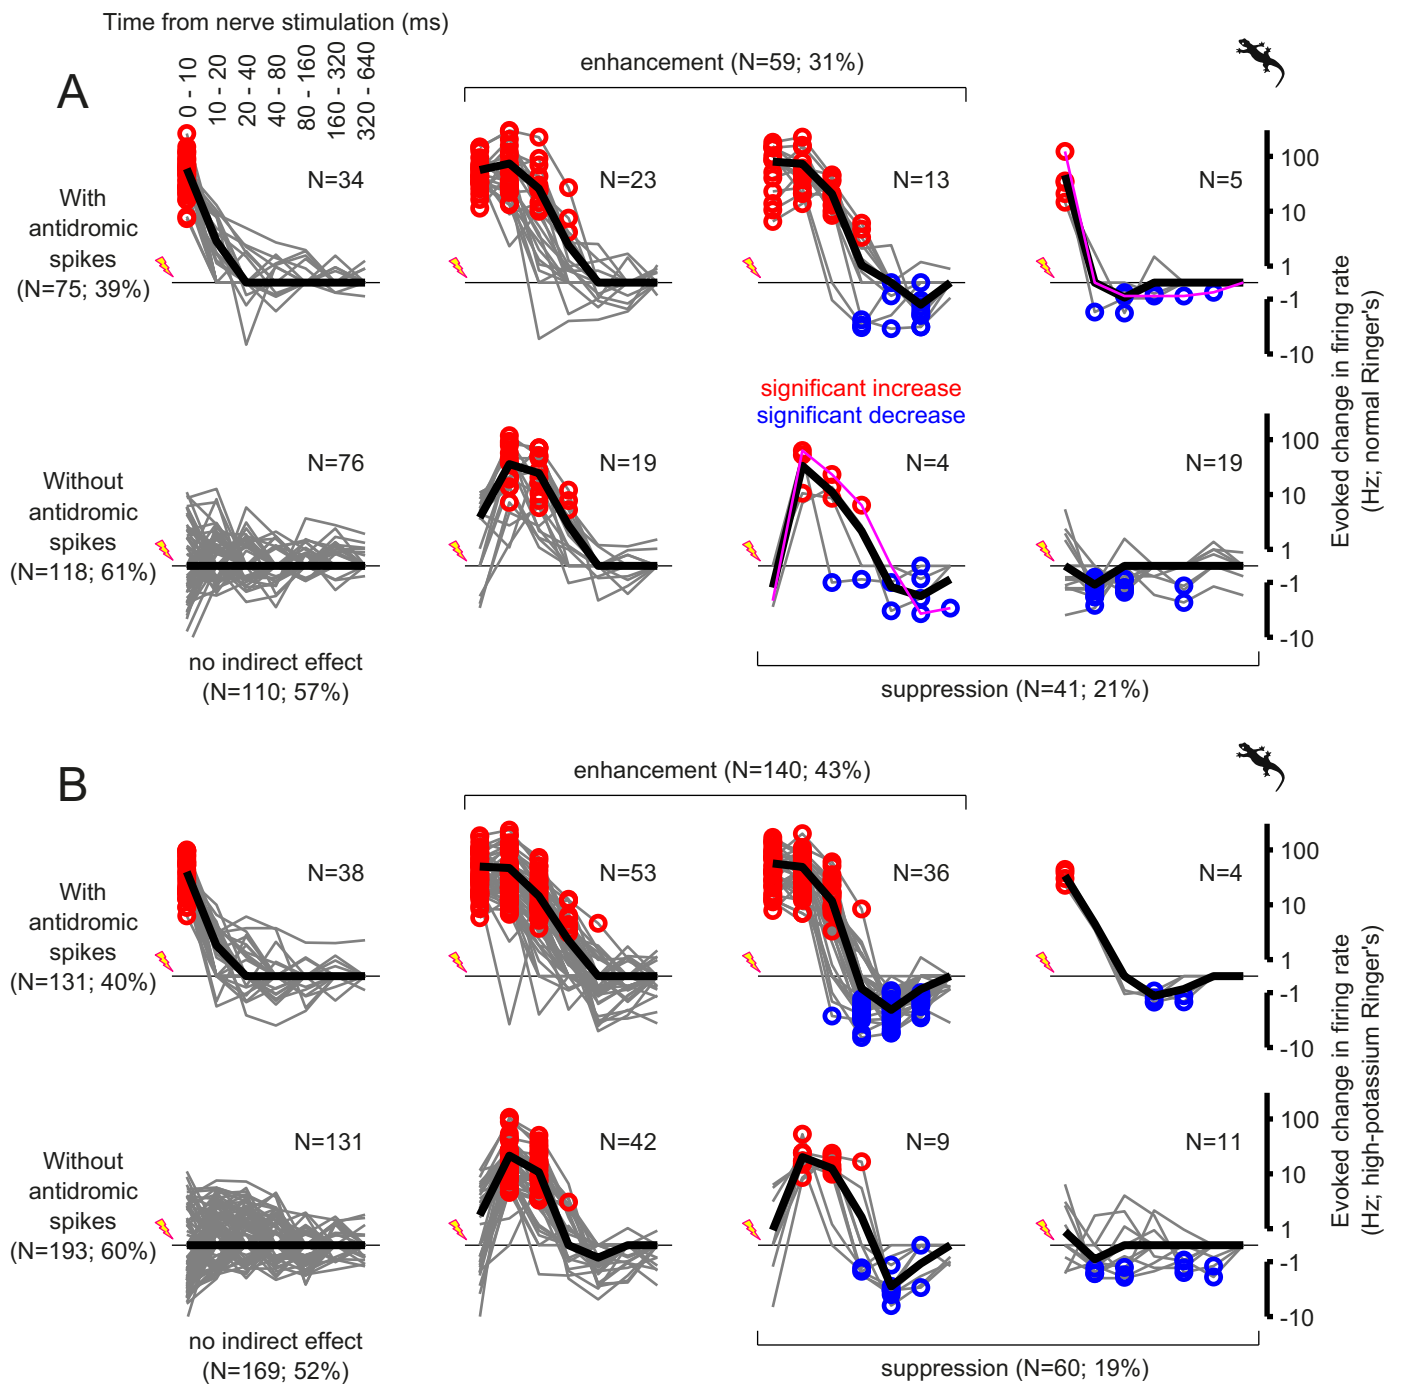 Time from nerve stimulation (ms)
0 - 10
10 - 20
20 - 40
40 - 80
80 - 160
160 - 320
320 - 640
A
enhancement (N=59; 31%)
With
antidromic
spikes
(N=75; 39%)
N=34
N=23
N=13
N=5
100
10
1
-1
-10
Evoked change in firing rate
(Hz; normal Ringer's)
significant increase
significant decrease
Without
antidromic
spikes
(N=118; 61%)
N=76
N=19
N=4
N=19
100
10
1
-1
-10
no indirect effect
(N=110; 57%)
suppression (N=41; 21%)
B
enhancement (N=140; 43%)
With
antidromic
spikes
(N=131; 40%)
N=38
N=53
N=36
N=4
100
10
1
-1
-10
Evoked change in firing rate
(Hz; high-potassium Ringer's)
Without
antidromic
spikes
(N=193; 60%)
N=131
N=42
N=9
N=11
100
10
1
-1
-10
no indirect effect
(N=169; 52%)
suppression (N=60; 19%)